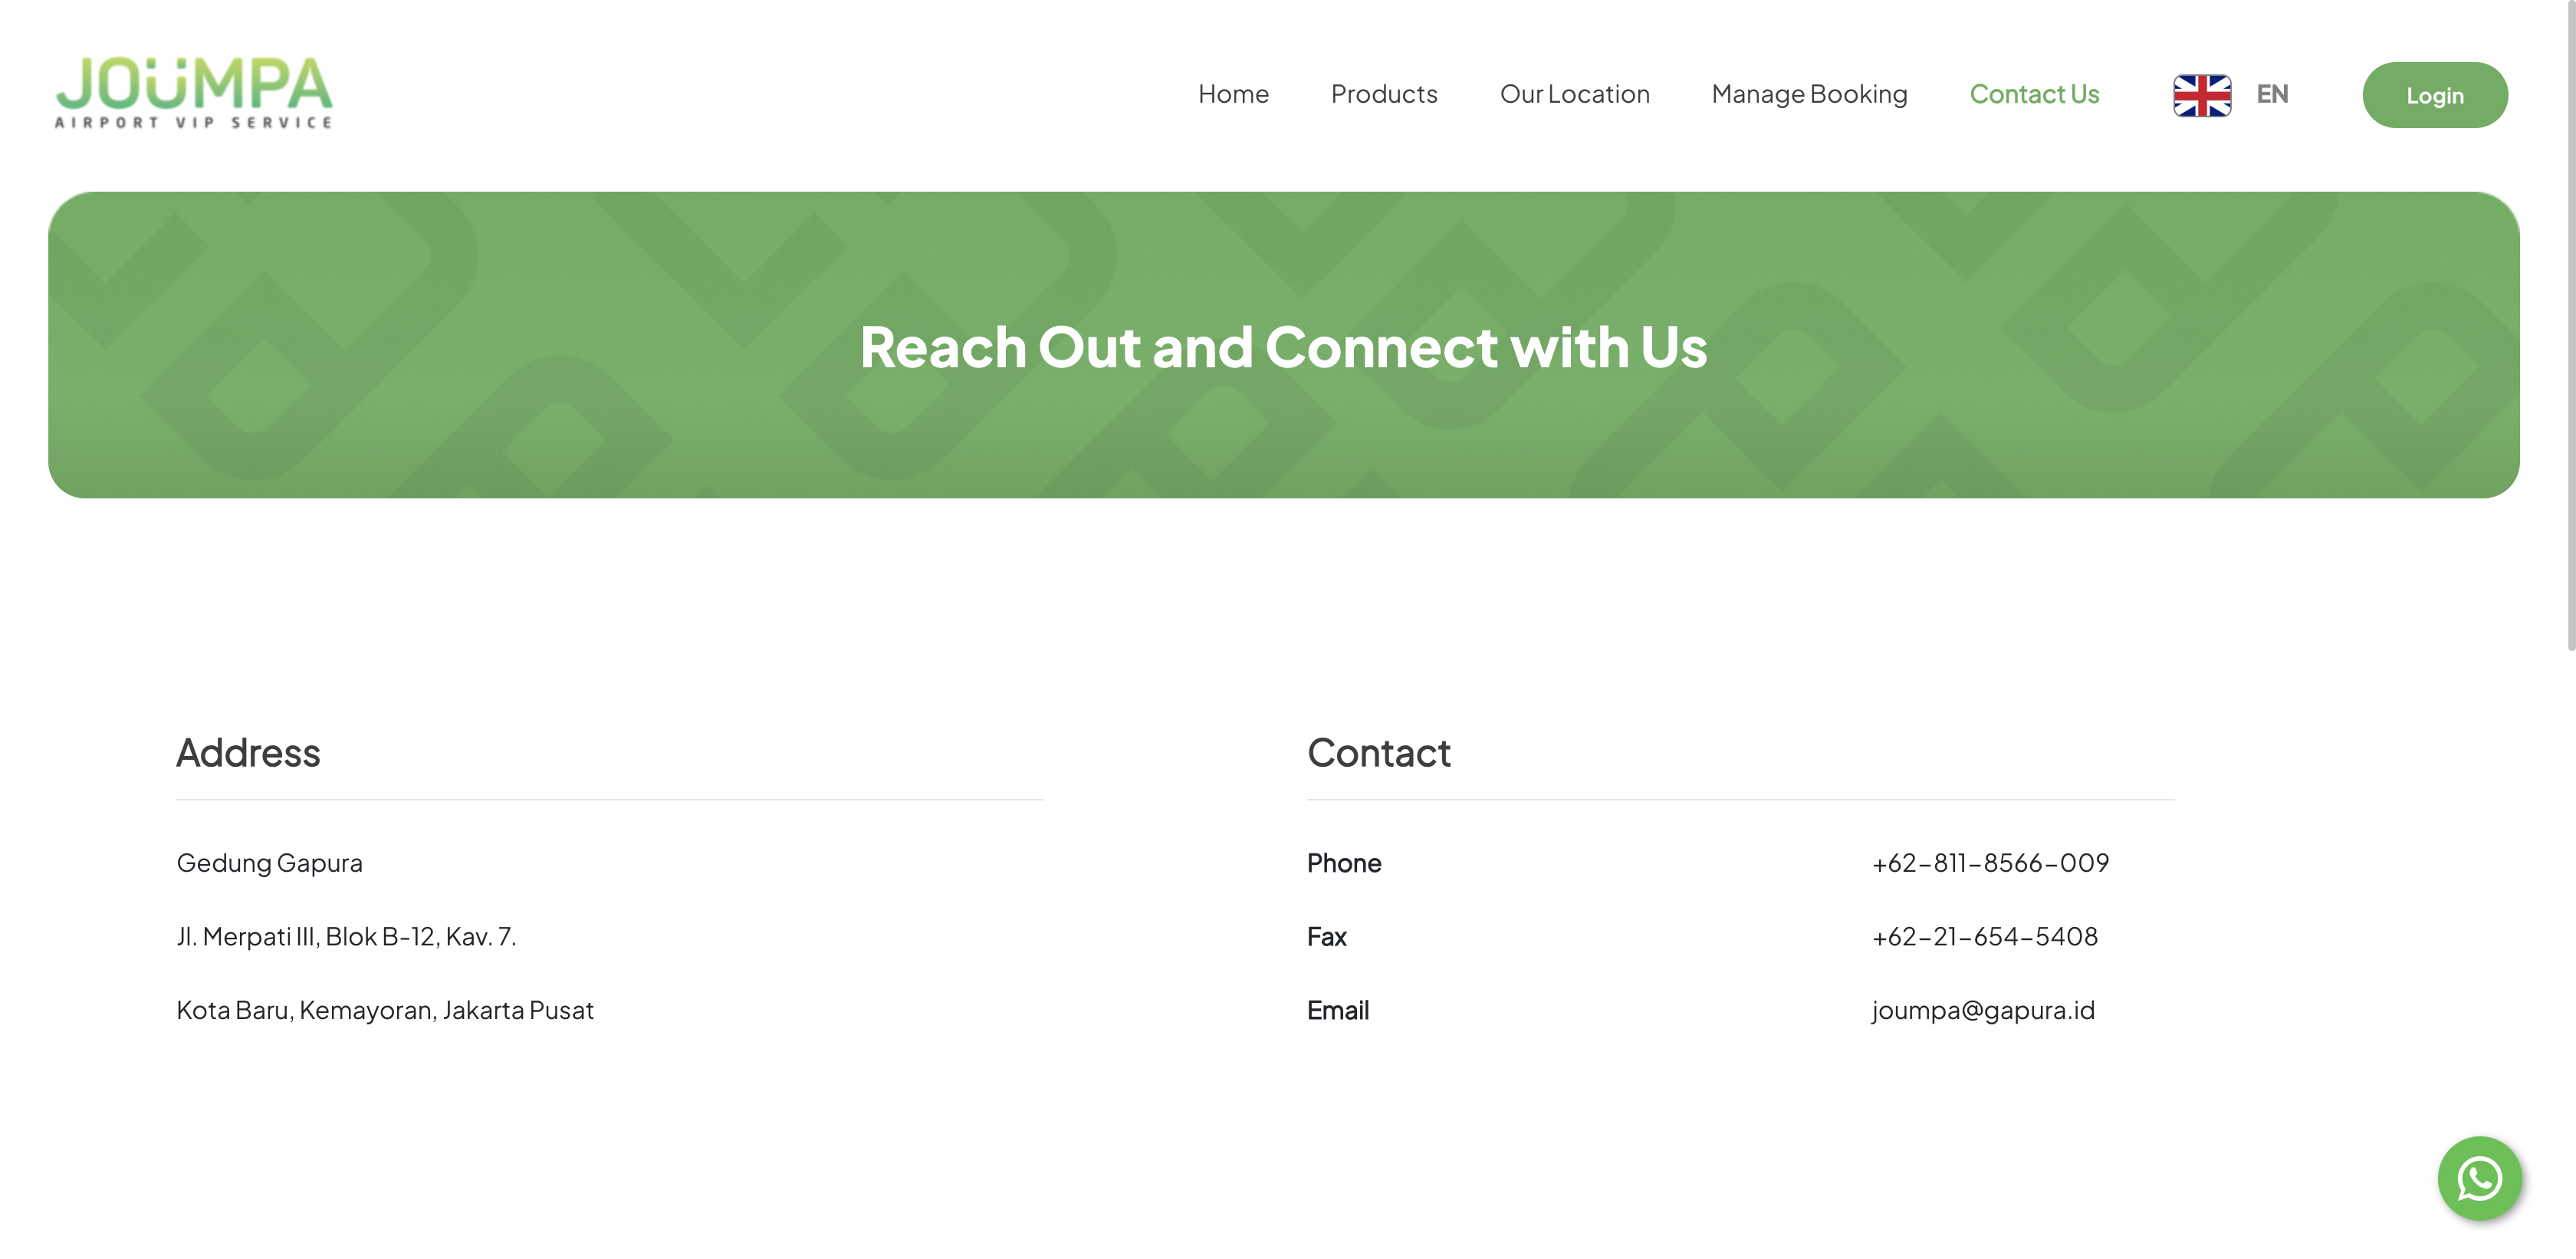 JOÜMPA
AIRPORT VIP SERVICE
Home Products Our Location Manage Booking Contact Us EN Login
Reach Out and Connect with Us
Address
Gedung Gapura
Jl. Merpati III, Blok B-12, Kav. 7.
Kota Baru, Kemayoran, Jakarta Pusat
Contact
Phone +62-811-8566-009
Fax +62-21-654-5408
Email joumpa@gapura.id